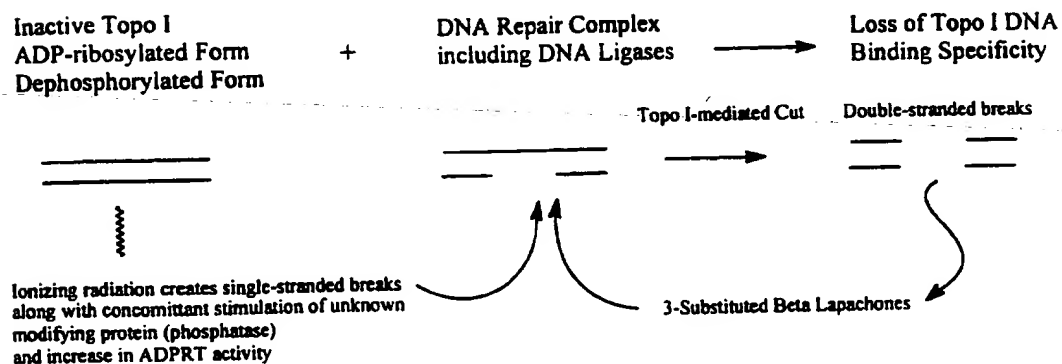 Inactive Topo I
ADP-ribosylated Form
Dephosphorylated Form
+
DNA Repair Complex
including DNA Ligases
Loss of Topo I DNA
Binding Specificity
Topo I-mediated Cut
Double-stranded breaks
Ionizing radiation creates single-stranded breaks
along with concomittant stimulation of unknown
modifying protein (phosphatase)
and increase in ADPRT activity
3-Substituted Beta Lapachones